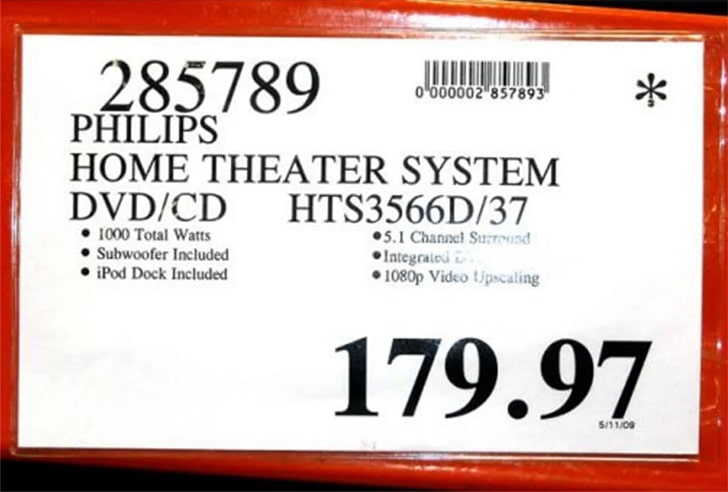 285789
0 000002 857893
*
PHILIPS
HOME THEATER SYSTEM
DVD/CD HTS3566D/37
• 1000 Total Watts
• Subwoofer Included
• iPod Dock Included
• 5.1 Channel Surround
• Integrated
• 1080p Video Upscaling
179.97
5/11/09